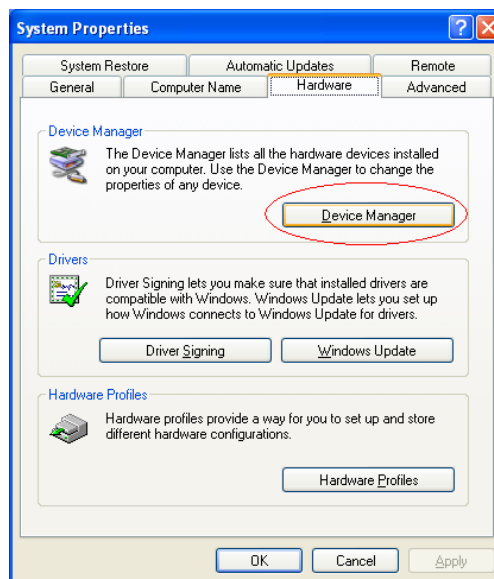 System Properties
System Restore Automatic Updates Remote
General Computer Name Hardware Advanced
Device Manager
The Device Manager lists all the hardware devices installed
on your computer. Use the Device Manager to change the
properties of any device.
Device Manager
Drivers
Driver Signing lets you make sure that installed drivers are
compatible with Windows. Windows Update lets you set up
how Windows connects to Windows Update for drivers.
Driver Signing Windows Update
Hardware Profiles
Hardware profiles provide a way for you to set up and store
different hardware configurations.
Hardware Profiles
OK Cancel Apply